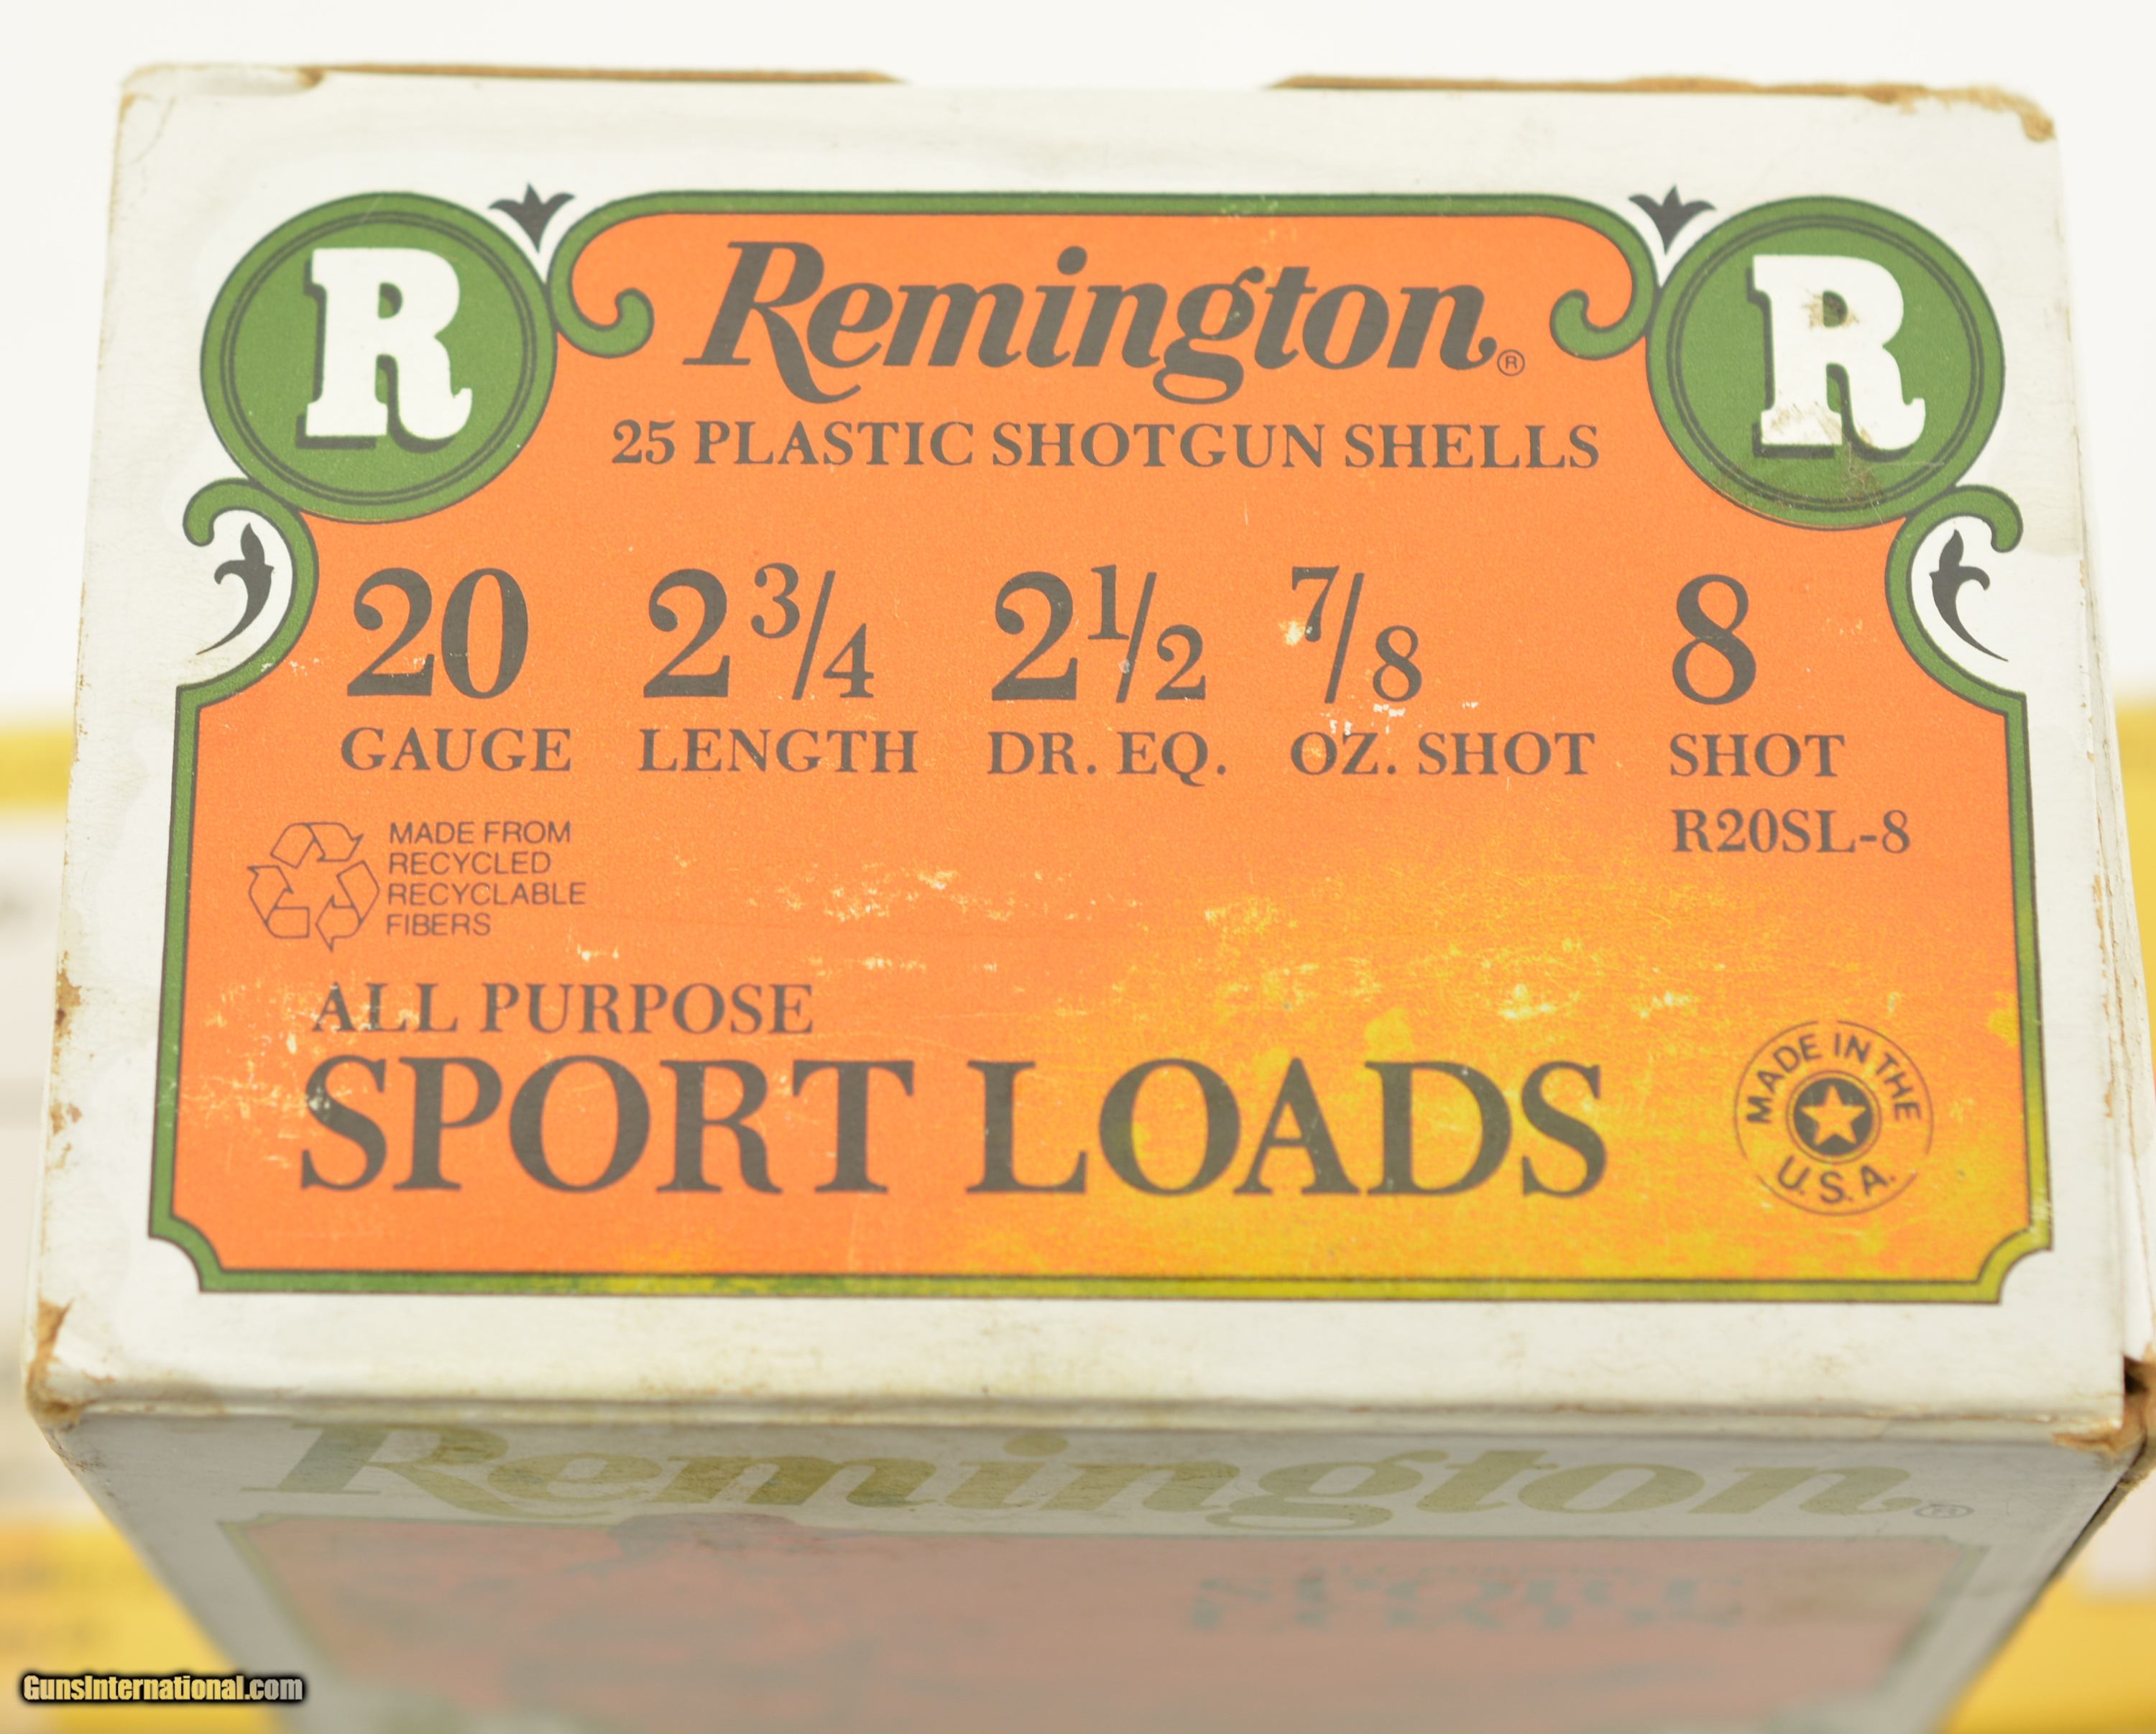 R
R
Remington®
25 PLASTIC SHOTGUN SHELLS
20 2 3/4 2 1/2 7/8 8
GAUGE LENGTH DR. EQ. OZ. SHOT SHOT
R20SL-8
MADE FROM
RECYCLED
RECYCLABLE
FIBERS
ALL PURPOSE
SPORT LOADS
MADE IN THE
U.S.A.
Remington®
GunsInternational.com